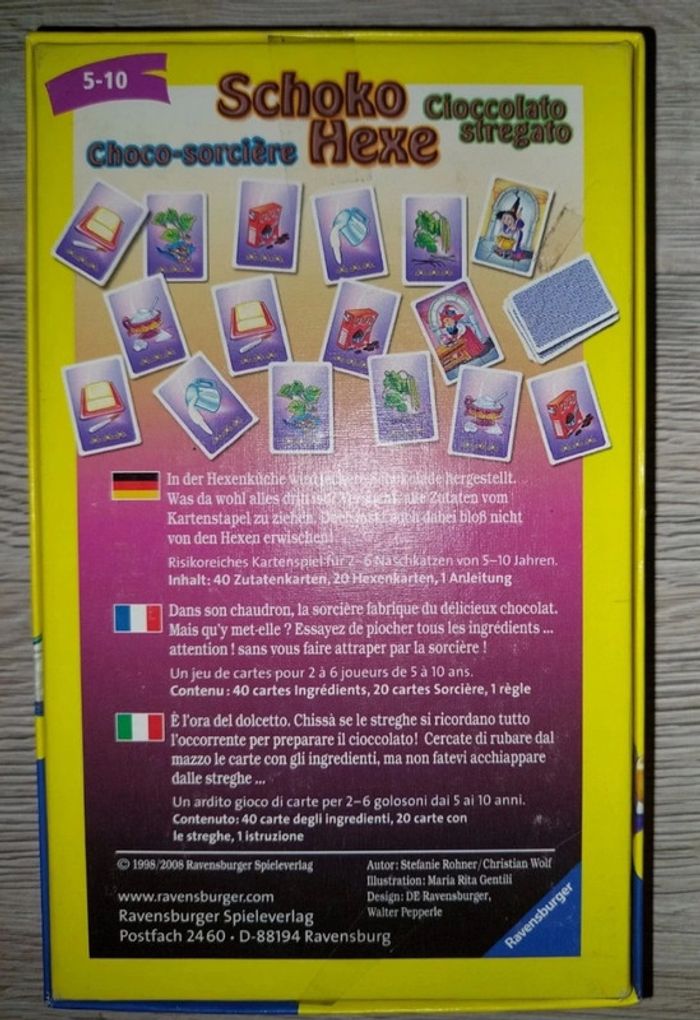 5-10
Schoko
Hexe
Cioccolato
stregato
Choco-sorcière
In der Hexenküche wird leckere Schokolade hergestellt.
Was da wohl alles drin ist? Versucht, alle Zutaten vom
Kartenstapel zu ziehen. Doch lasst euch dabei bloß nicht
von den Hexen erwischen!
Risikoreiches Kartenspiel für 2–6 Naschkatzen von 5–10 Jahren.
Inhalt: 40 Zutatenkarten, 20 Hexenkarten, 1 Anleitung
Dans son chaudron, la sorcière fabrique du délicieux chocolat.
Mais qu'y met-elle ? Essayez de piocher tous les ingrédients ...
attention ! sans vous faire attraper par la sorcière !
Un jeu de cartes pour 2 à 6 joueurs de 5 à 10 ans.
Contenu : 40 cartes Ingrédients, 20 cartes Sorcière, 1 règle
È l'ora del dolcetto. Chissà se le streghe si ricordano tutto
l'occorrente per preparare il cioccolato! Cercate di rubare dal
mazzo le carte con gli ingredienti, ma non fatevi acchiappare
dalle streghe ...
Un ardito gioco di carte per 2–6 golosoni dai 5 ai 10 anni.
Contenuto: 40 carte degli ingredienti, 20 carte con
le streghe, 1 istruzione
© 1998/2008 Ravensburger Spieleverlag
www.ravensburger.com
Ravensburger Spieleverlag
Postfach 24 60 · D-88194 Ravensburg
Autor: Stefanie Rohner/Christian Wolf
Illustration: Maria Rita Gentili
Design: DE Ravensburger,
Walter Pepperle
Ravensburger